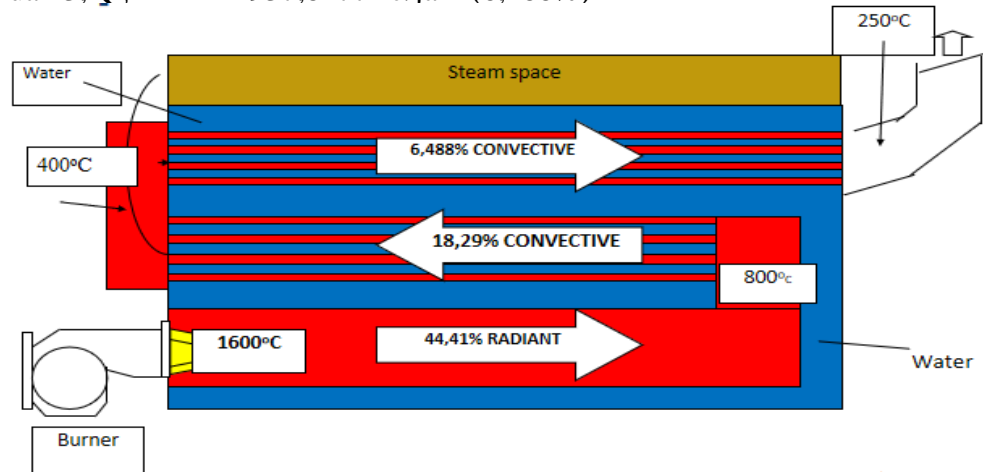 250°C
Steam space
Water
6,488% CONVECTIVE
400°C
18,29% CONVECTIVE
800°c
1600°C
44,41% RADIANT
Water
Burner